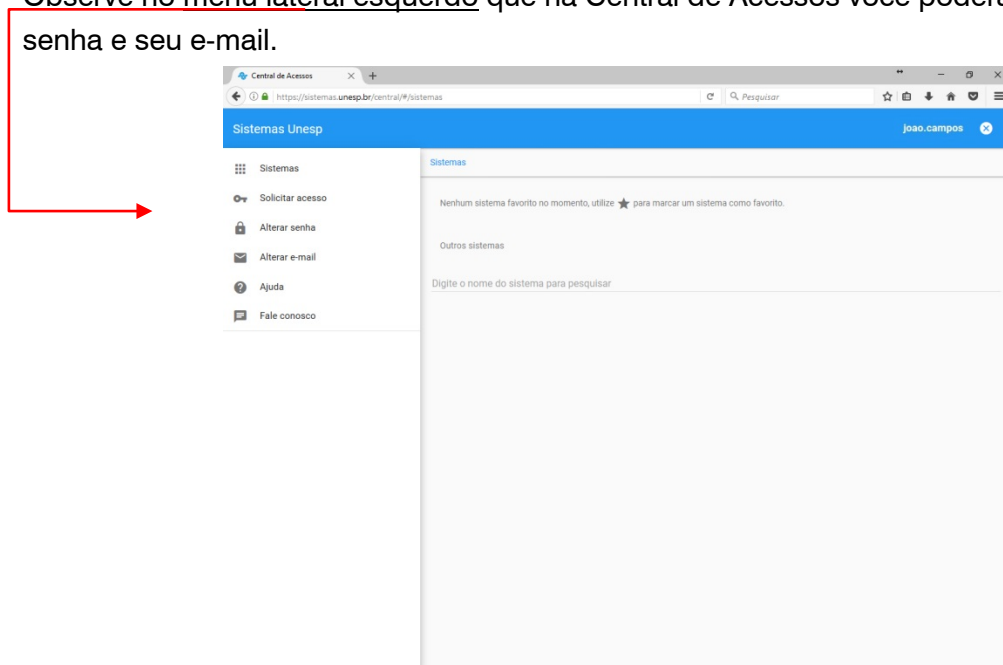 Observe no menu lateral esquerdo que na Central de Acessos você poderá
senha e seu e-mail.
Central de Acessos
https://sistemas.unesp.br/central/#/sistemas
Pesquisar
Sistemas Unesp
joao.campos
Sistemas
Solicitar acesso
Alterar senha
Alterar e-mail
Ajuda
Fale conosco
Sistemas
Nenhum sistema favorito no momento, utilize ★ para marcar um sistema como favorito.
Outros sistemas
Digite o nome do sistema para pesquisar